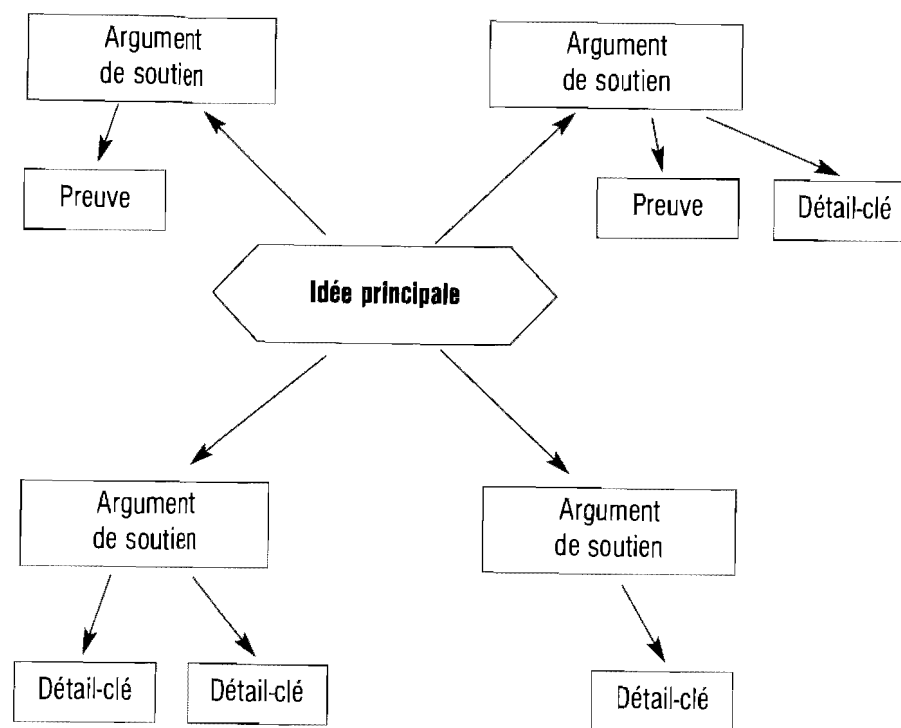 Argument
de soutien
Argument
de soutien
Preuve
Preuve
Détail-clé
Idée principale
Argument
de soutien
Argument
de soutien
Détail-clé
Détail-clé
Détail-clé